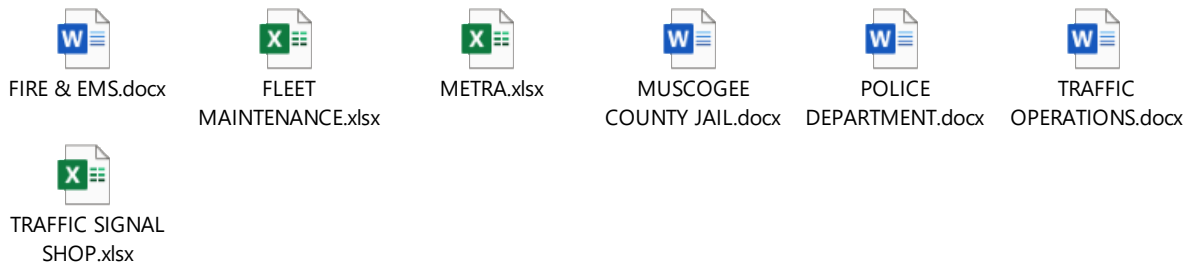 FIRE & EMS.docx
FLEET
MAINTENANCE.xlsx
METRA.xlsx
MUSCOGEE
COUNTY JAIL.docx
POLICE
DEPARTMENT.docx
TRAFFIC
OPERATIONS.docx
TRAFFIC SIGNAL
SHOP.xlsx